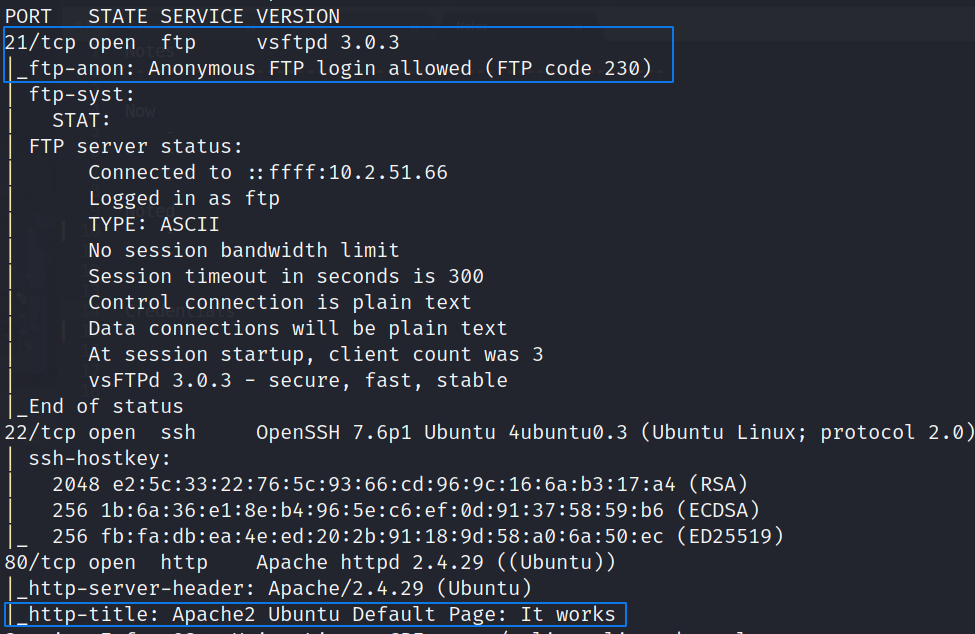 PORT   STATE SERVICE VERSION
21/tcp open  ftp     vsftpd 3.0.3
|_ftp-anon: Anonymous FTP login allowed (FTP code 230)
| ftp-syst:
|   STAT:
| FTP server status:
|      Connected to ::ffff:10.2.51.66
|      Logged in as ftp
|      TYPE: ASCII
|      No session bandwidth limit
|      Session timeout in seconds is 300
|      Control connection is plain text
|      Data connections will be plain text
|      At session startup, client count was 3
|      vsFTPd 3.0.3 - secure, fast, stable
|_End of status
22/tcp open  ssh     OpenSSH 7.6p1 Ubuntu 4ubuntu0.3 (Ubuntu Linux; protocol 2.0)
| ssh-hostkey:
|   2048 e2:5c:33:22:76:5c:93:66:cd:96:9c:16:6a:b3:17:a4 (RSA)
|   256 1b:6a:36:e1:8e:b4:96:5e:c6:ef:0d:91:37:58:59:b6 (ECDSA)
|_  256 fb:fa:db:ea:4e:ed:20:2b:91:18:9d:58:a0:6a:50:ec (ED25519)
80/tcp open  http    Apache httpd 2.4.29 ((Ubuntu))
|_http-server-header: Apache/2.4.29 (Ubuntu)
|_http-title: Apache2 Ubuntu Default Page: It works